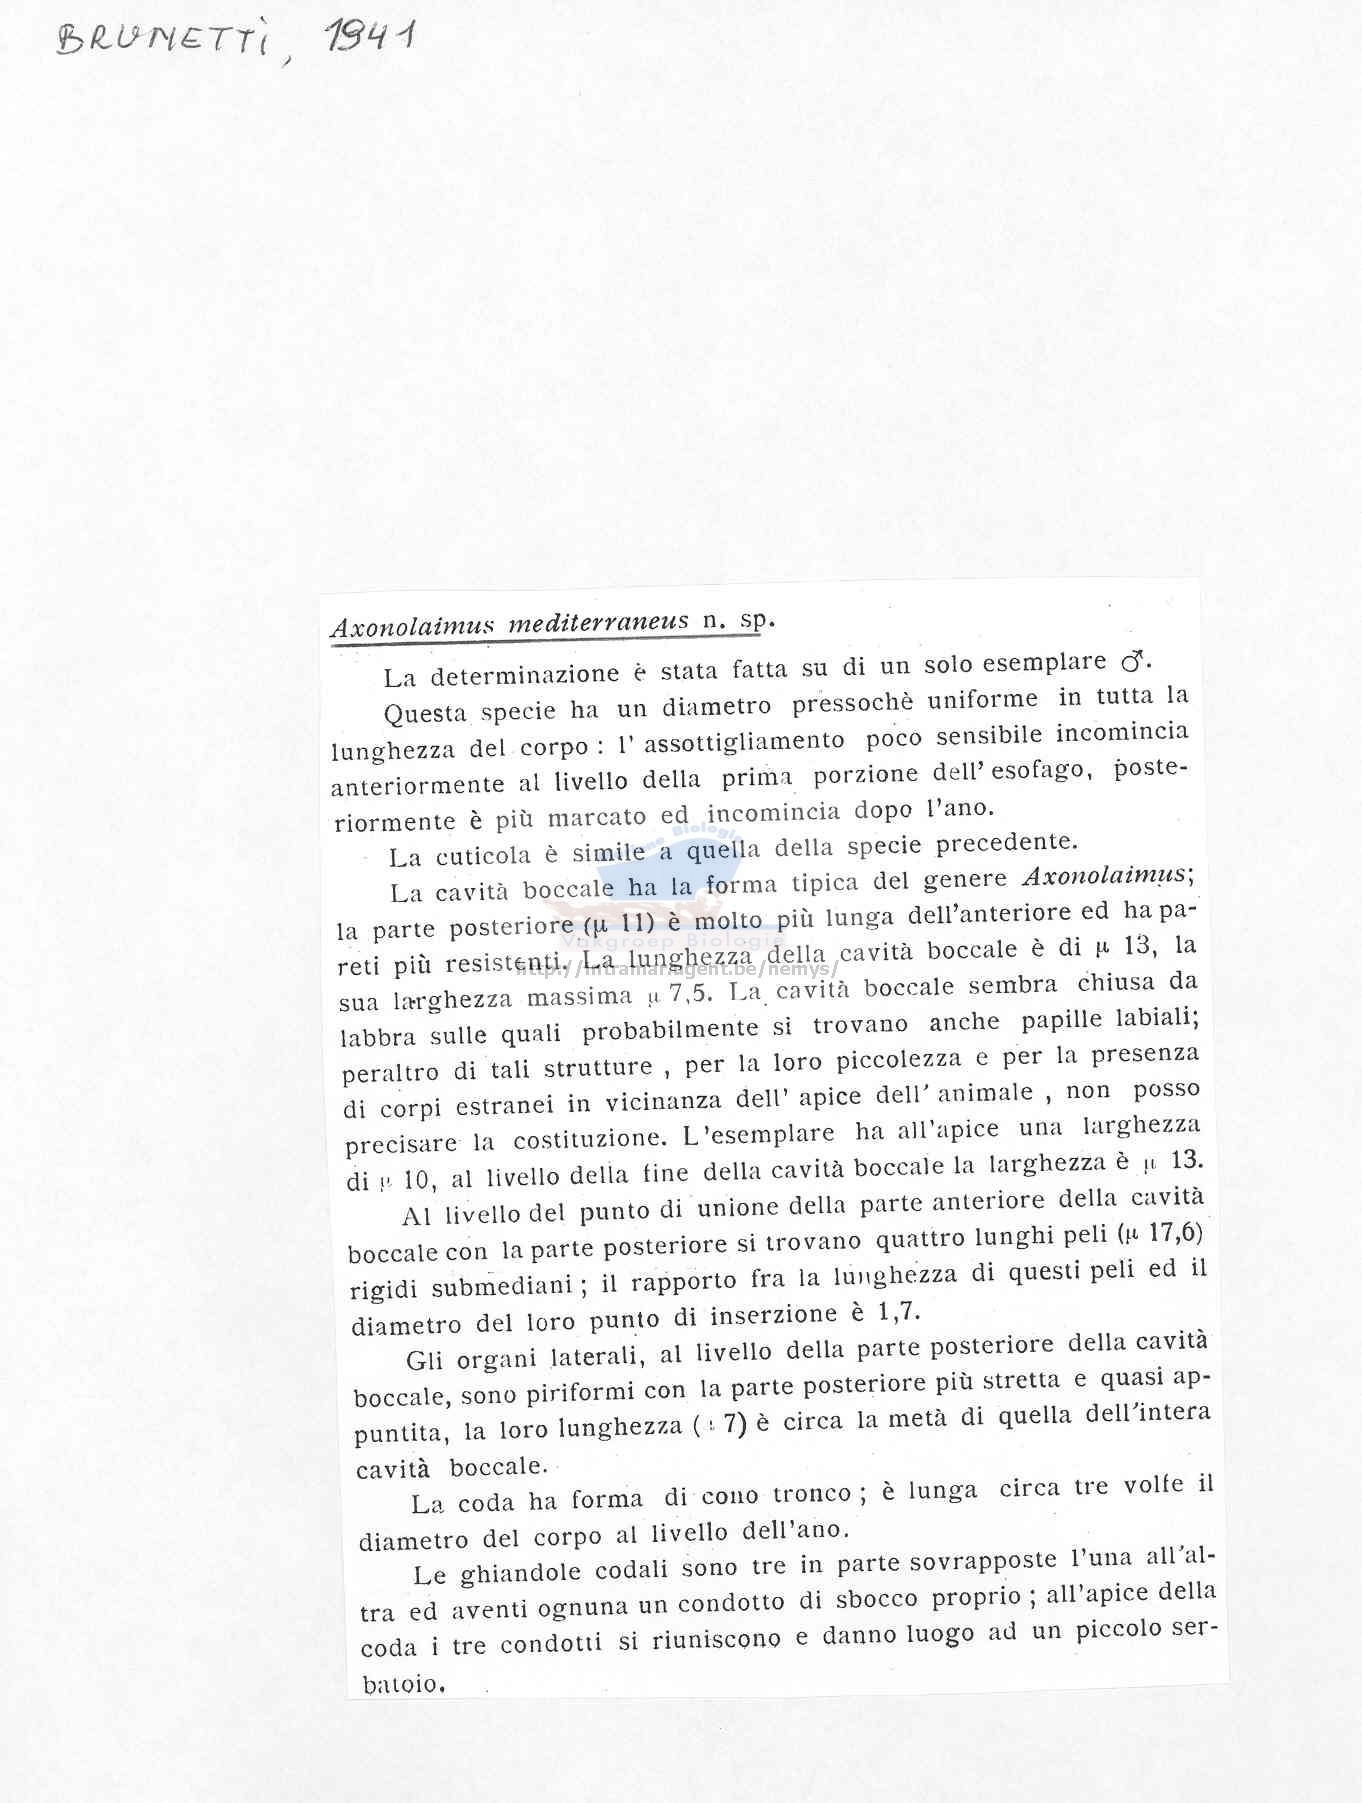 BRUNETTI, 1941
Axonolaimus mediterraneus n. sp.
La determinazione è stata fatta su di un solo esemplare ♂.
Questa specie ha un diametro pressochè uniforme in tutta la
lunghezza del corpo : l' assottigliamento poco sensibile incomincia
anteriormente al livello della prima porzione dell' esofago, poste-
riormente è più marcato ed incomincia dopo l'ano.
La cuticola è simile a quella della specie precedente.
La cavità boccale ha la forma tipica del genere Axonolaimus;
la parte posteriore (μ 11) è molto più lunga dell'anteriore ed ha pa-
reti più resistenti. La lunghezza della cavità boccale è di μ 13, la
sua larghezza massima μ 7,5. La cavità boccale sembra chiusa da
labbra sulle quali probabilmente si trovano anche papille labiali;
peraltro di tali strutture , per la loro piccolezza e per la presenza
di corpi estranei in vicinanza dell' apice dell' animale , non posso
precisare la costituzione. L'esemplare ha all'apice una larghezza
di μ 10, al livello della fine della cavità boccale la larghezza è μ 13.
Al livello del punto di unione della parte anteriore della cavità
boccale con la parte posteriore si trovano quattro lunghi peli (μ 17,6)
rigidi submediani ; il rapporto fra la lunghezza di questi peli ed il
diametro del loro punto di inserzione è 1,7.
Gli organi laterali, al livello della parte posteriore della cavità
boccale, sono piriformi con la parte posteriore più stretta e quasi ap-
puntita, la loro lunghezza ( 7) è circa la metà di quella dell'intera
cavità boccale.
La coda ha forma di cono tronco ; è lunga circa tre volte il
diametro del corpo al livello dell'ano.
Le ghiandole codali sono tre in parte sovrapposte l'una all'al-
tra ed aventi ognuna un condotto di sbocco proprio ; all'apice della
coda i tre condotti si riuniscono e danno luogo ad un piccolo ser-
batoio.
Vakgroep Biologie
http://intramar.ugent.be/nemys/